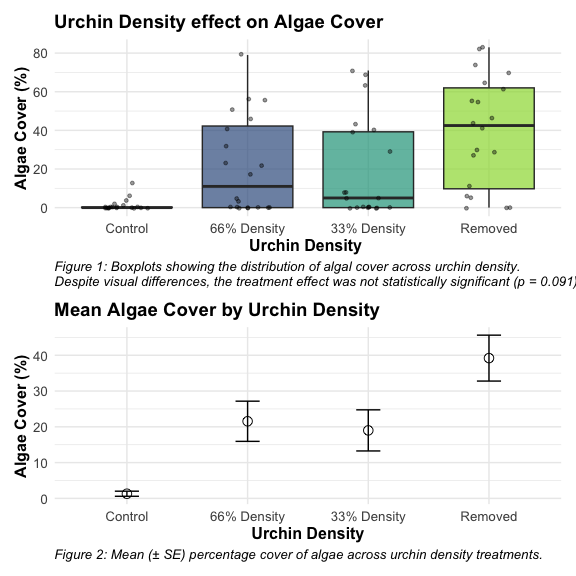 Urchin Density effect on Algae Cover
Algae Cover (%)
80
60
40
20
0
Control 66% Density 33% Density Removed
Urchin Density
Figure 1: Boxplots showing the distribution of algal cover across urchin density.
Despite visual differences, the treatment effect was not statistically significant (p = 0.091)
Mean Algae Cover by Urchin Density
Algae Cover (%)
40
30
20
10
0
Control 66% Density 33% Density Removed
Urchin Density
Figure 2: Mean (± SE) percentage cover of algae across urchin density treatments.